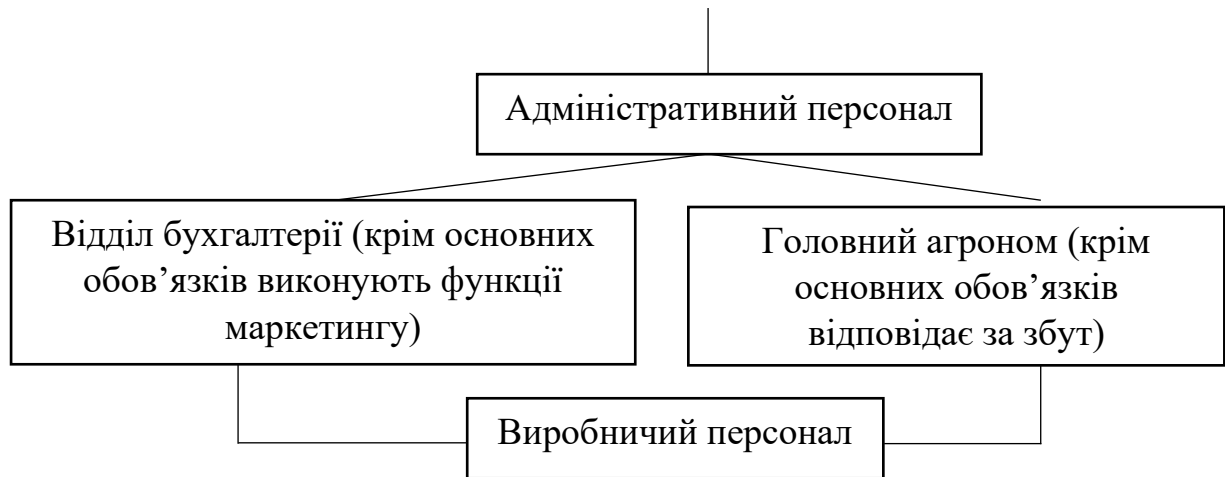 Адміністративний персонал
Відділ бухгалтерії (крім основних
обов’язків виконують функції
маркетингу)
Головний агроном (крім
основних обов’язків
відповідає за збут)
Виробничий персонал